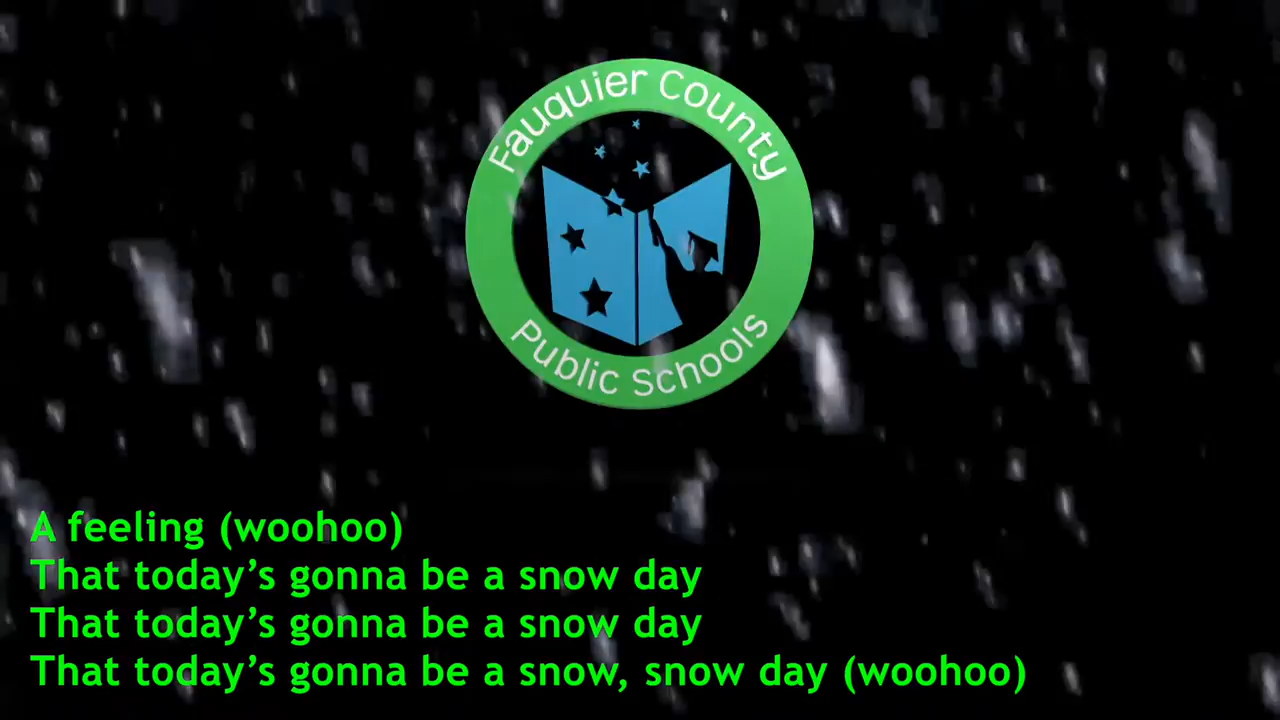 Fauquier County
Public Schools
A feeling (woohoo)
That today’s gonna be a snow day
That today’s gonna be a snow day
That today’s gonna be a snow, snow day (woohoo)